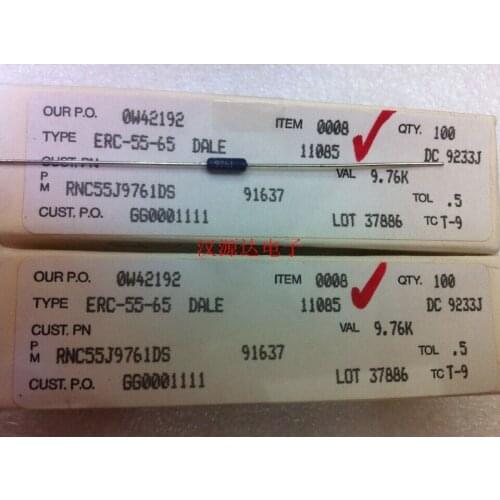 OUR P.O. 0W42192 ITEM 0008 QTY. 100
TYPE ERC-55-65 DALE 11085 DC 9233J
CUST. PN VAL 9.76K
PM RNC55J9761DS 91637 TOL .5
CUST. P.O. GG0001111 LOT 37886 TC T-9
汉源达电子
OUR P.O. 0W42192 ITEM 0008 QTY. 100
TYPE ERC-55-65 DALE 11085 DC 9233J
CUST. PN VAL 9.76K
PM RNC55J9761DS 91637 TOL .5
CUST. P.O. GG0001111 LOT 37886 TC T-9